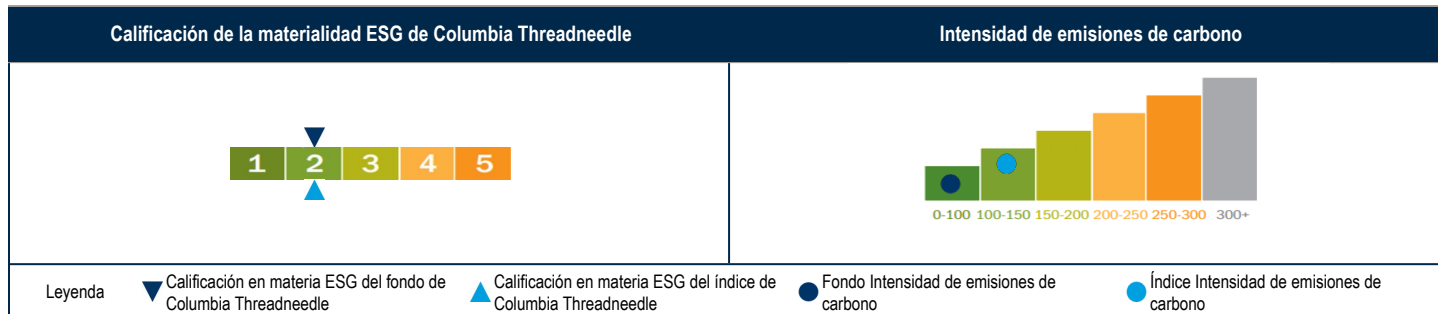 Calificación de la materialidad ESG de Columbia Threadneedle
Intensidad de emisiones de carbono
1 2 3 4 5
0-100 100-150 150-200 200-250 250-300 300+
Leyenda
Calificación en materia ESG del fondo de
Columbia Threadneedle
Calificación en materia ESG del índice de
Columbia Threadneedle
Fondo Intensidad de emisiones de
carbono
Índice Intensidad de emisiones de
carbono